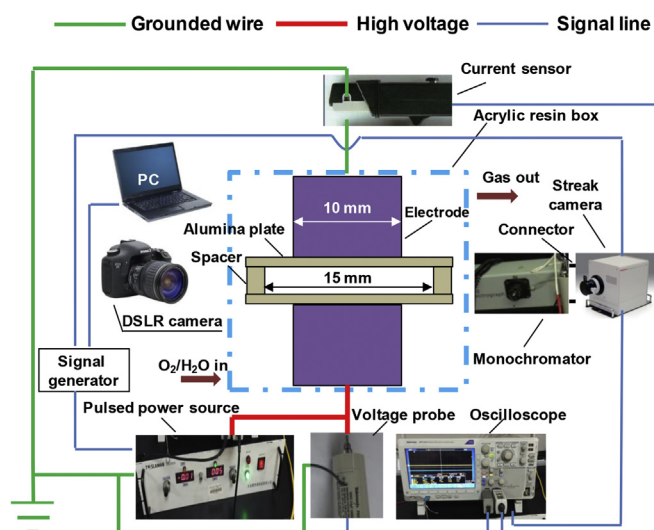 Grounded wire
High voltage
Signal line
Current sensor
Acrylic resin box
PC
Gas out
Streak
camera
10 mm
Electrode
Connector
Alumina plate
Spacer
15 mm
DSLR camera
Monochromator
Signal
generator
O2/H2O in
Pulsed power source
Voltage probe
Oscilloscope